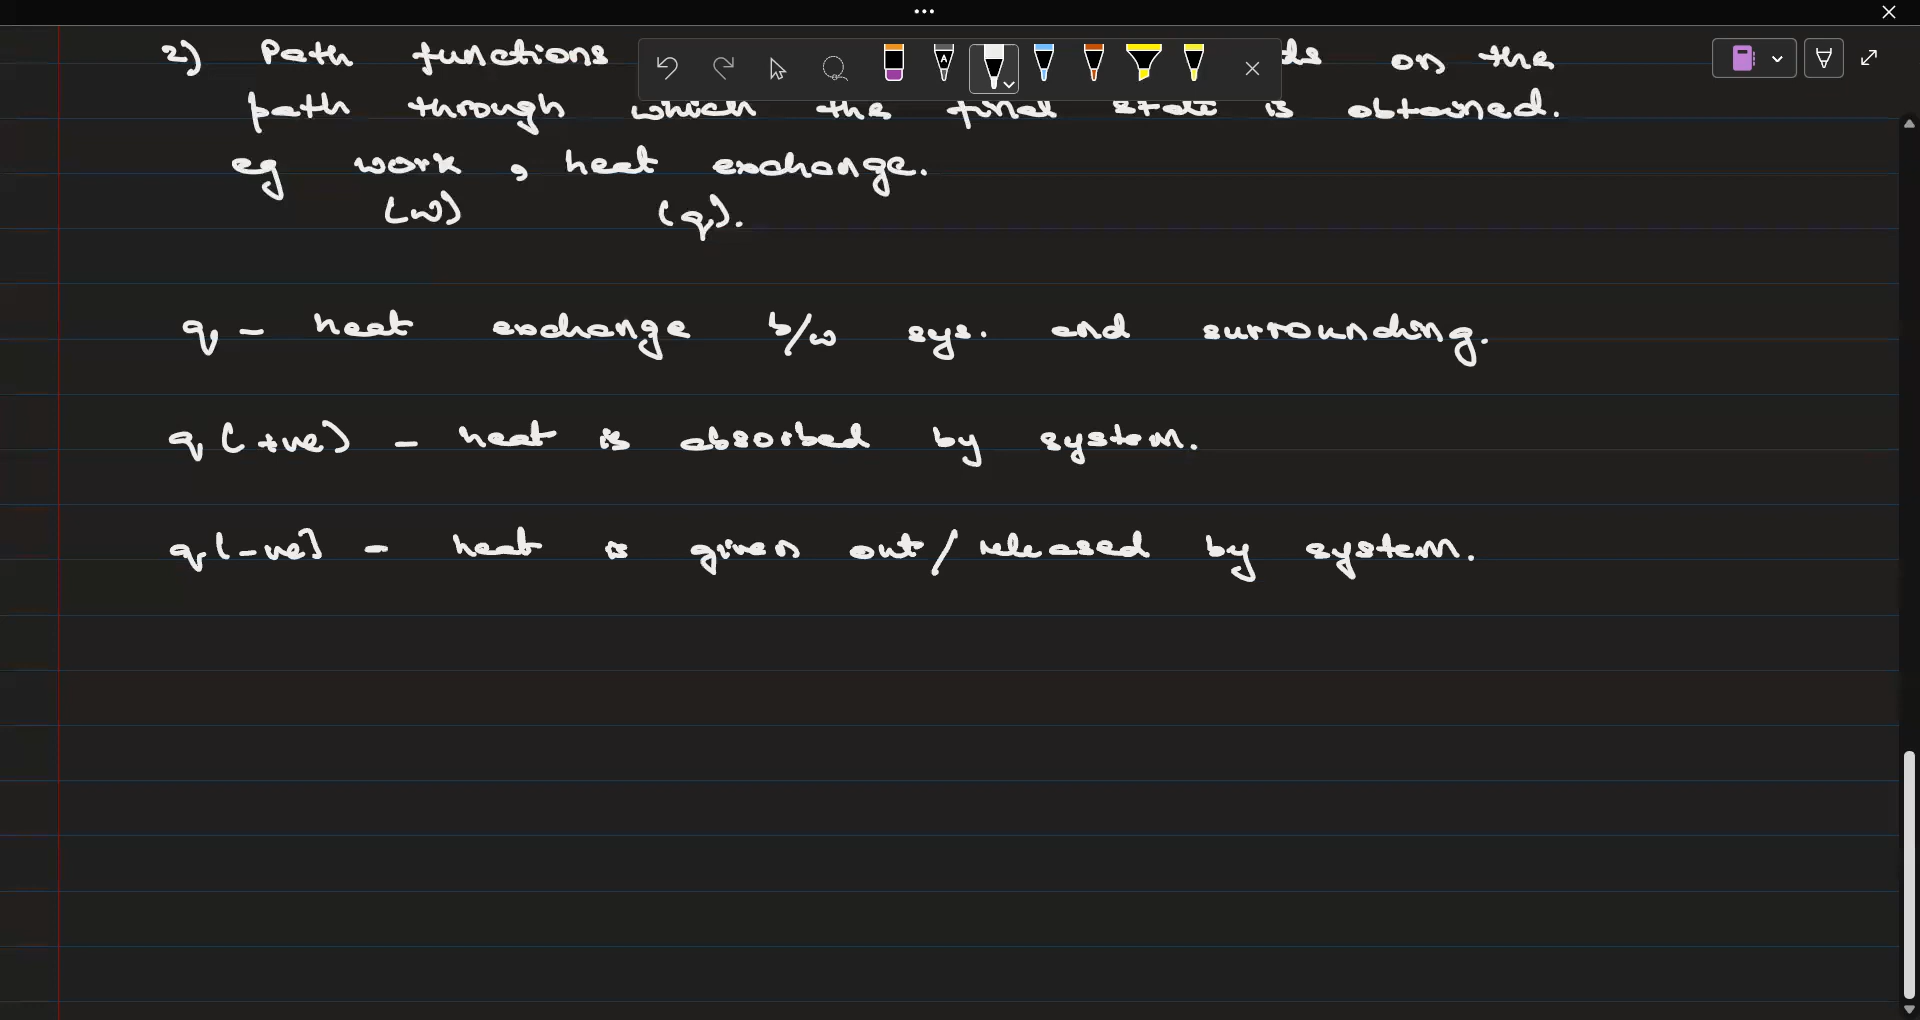 2) Path functions ds on the
path through which the final state is obtained.
eg work, heat exchange.
(w) (q).
q - heat exchange b/w sys. and surrounding.
q (+ve) - heat is absorbed by system.
q (-ve) - heat is given out/released by system.